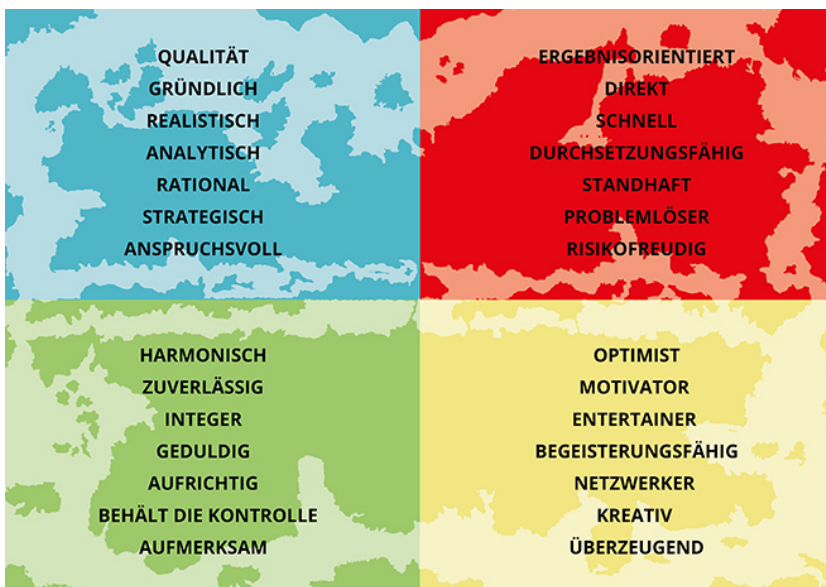 QUALITÄT
GRÜNDLICH
REALISTISCH
ANALYTISCH
RATIONAL
STRATEGISCH
ANSPRUCHSVOLL
ERGEBNISORIENTIERT
DIREKT
SCHNELL
DURCHSETZUNGSFÄHIG
STANDHAFT
PROBLEMLÖSER
RISIKOFREUDIG
HARMONISCH
ZUVERLÄSSIG
INTEGER
GEDULDIG
AUFRICHTIG
BEHÄLT DIE KONTROLLE
AUFMERKSAM
OPTIMIST
MOTIVATOR
ENTERTAINER
BEGEISTERUNGSFÄHIG
NETZWERKER
KREATIV
ÜBERZEUGEND